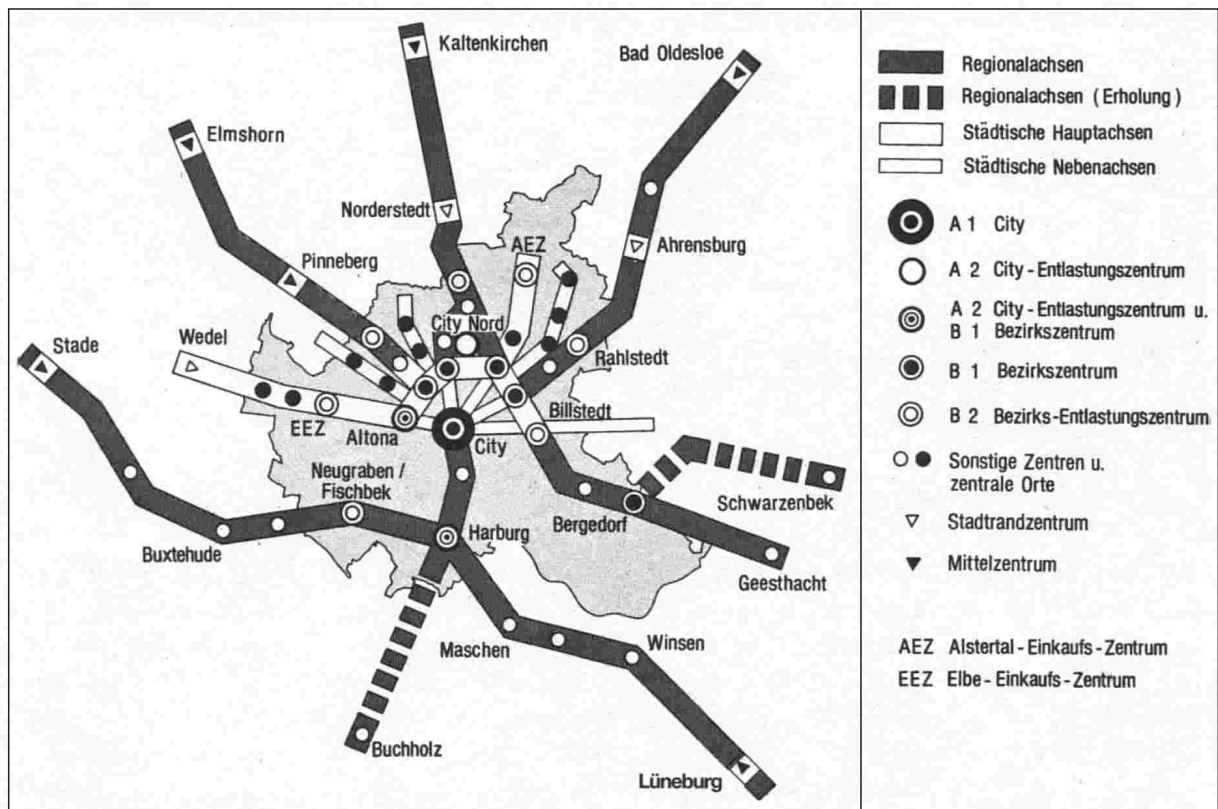 Kaltenkirchen
Bad Oldesloe
Elmshorn
Norderstedt
AEZ
Ahrensburg
Pinneberg
City Nord
Wedel
Stade
Rahlstedt
Billstedt
EEZ
Altona
City
Neugraben /
Fischbek
Schwarzenbek
Bergedorf
Harburg
Buxtehude
Geesthacht
Maschen
Winsen
Buchholz
Lüneburg
Regionalachsen
Regionalachsen ( Erholung )
Städtische Hauptachsen
Städtische Nebenachsen
A 1 City
A 2 City - Entlastungszentrum
A 2 City - Entlastungszentrum u.
B 1 Bezirkszentrum
B 1 Bezirkszentrum
B 2 Bezirks - Entlastungszentrum
Sonstige Zentren u.
zentrale Orte
Stadtrandzentrum
Mittelzentrum
AEZ Alstertal - Einkaufs - Zentrum
EEZ Elbe - Einkaufs - Zentrum